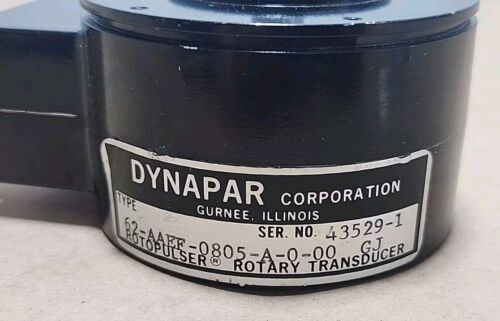 DYNAPAR CORPORATION
GURNEE, ILLINOIS
TYPE SER. NO. 43529-1
62-AAEF-0805-A-0-00 GJ
ROTOPULSER® ROTARY TRANSDUCER